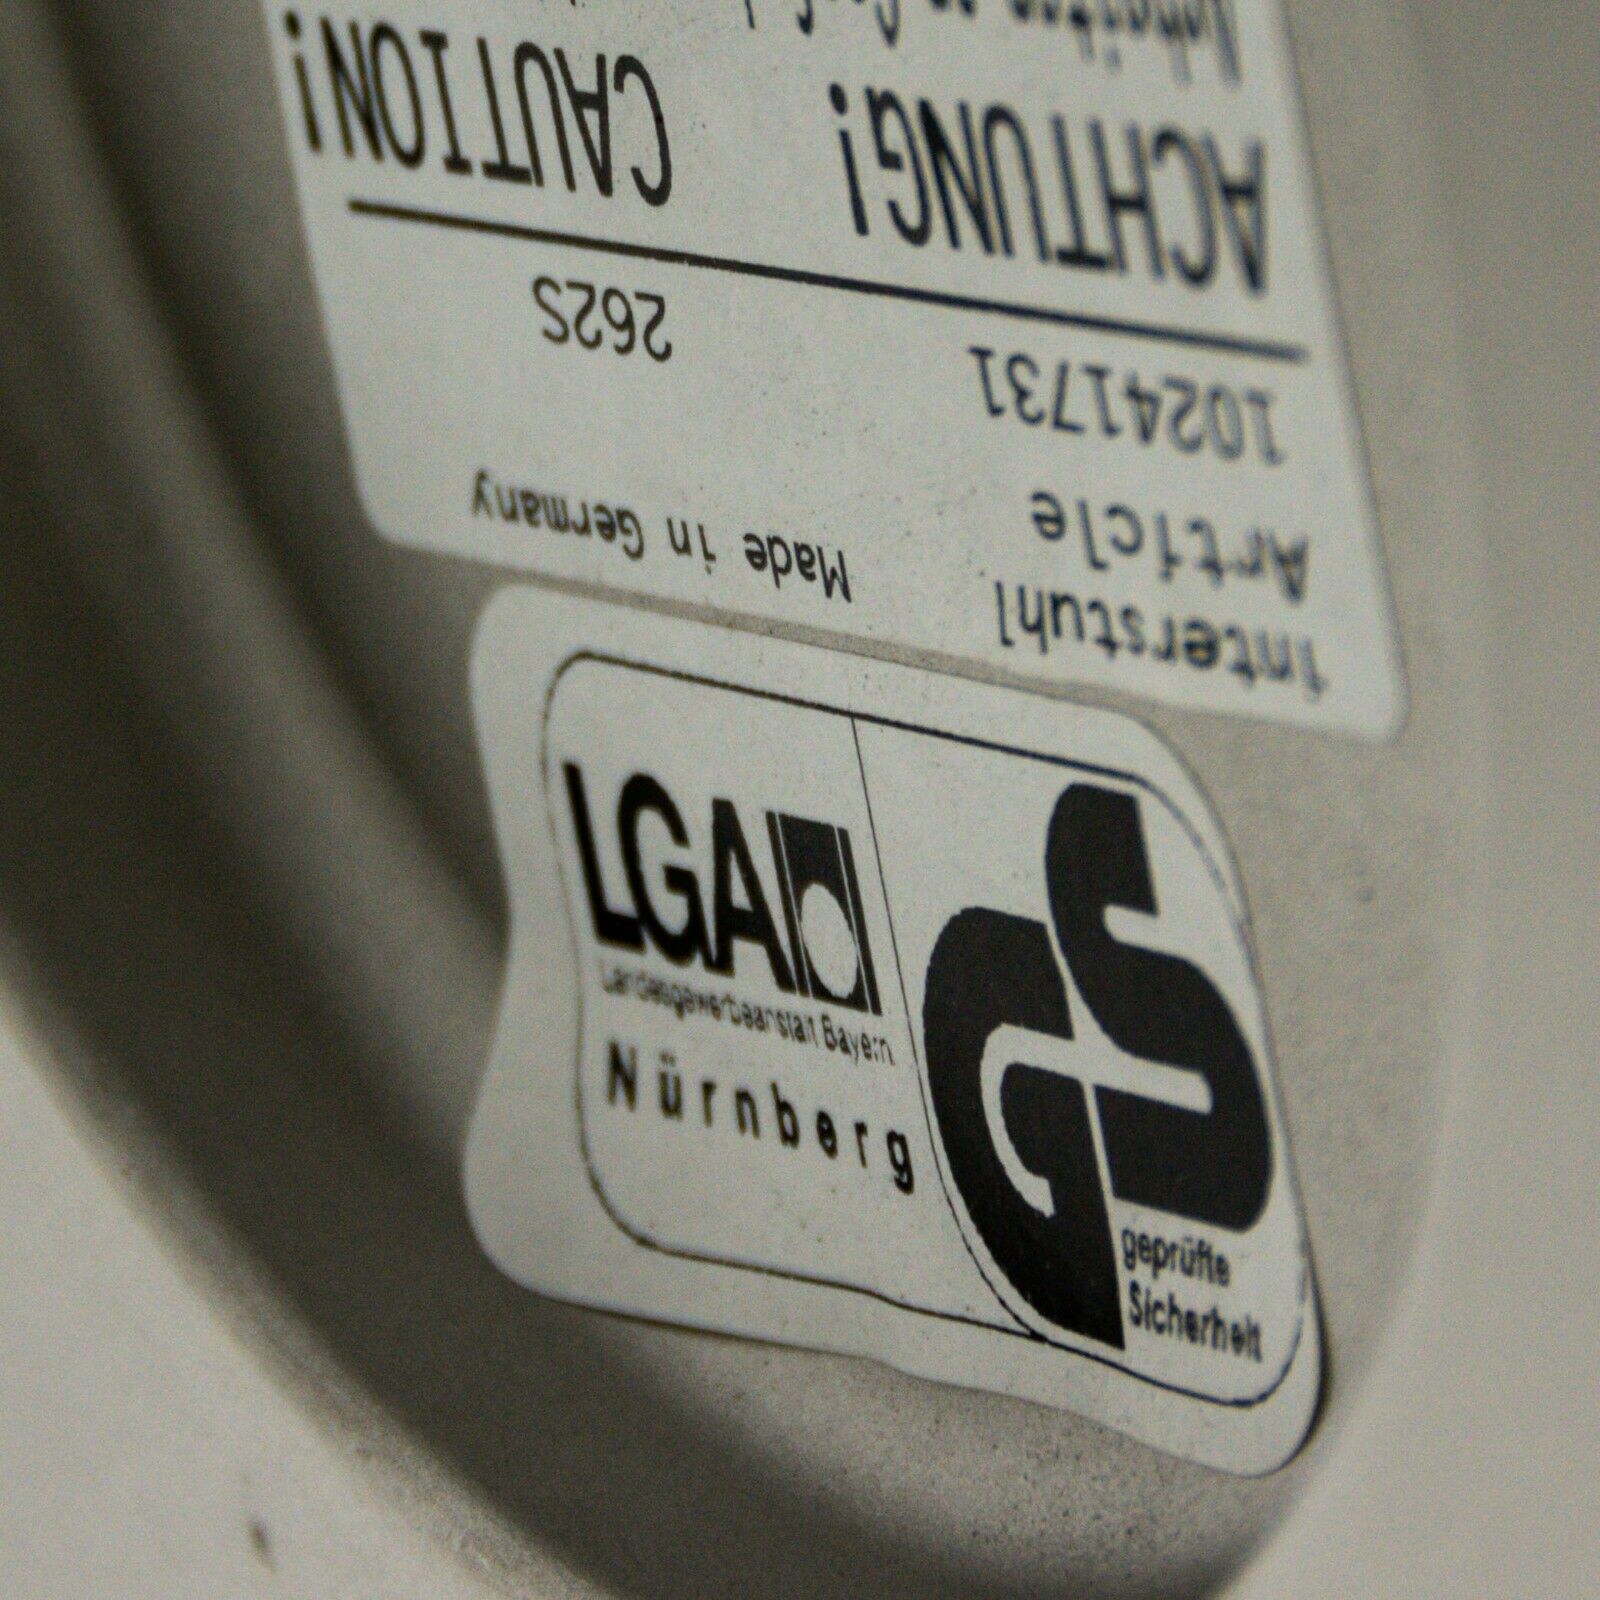 interstuhl Made in Germany
Article
10241731 262S
ACHTUNG! CAUTION!
LGA
Landesgewerbeanstalt Bayern
Nürnberg
GS
geprüfte
Sicherheit